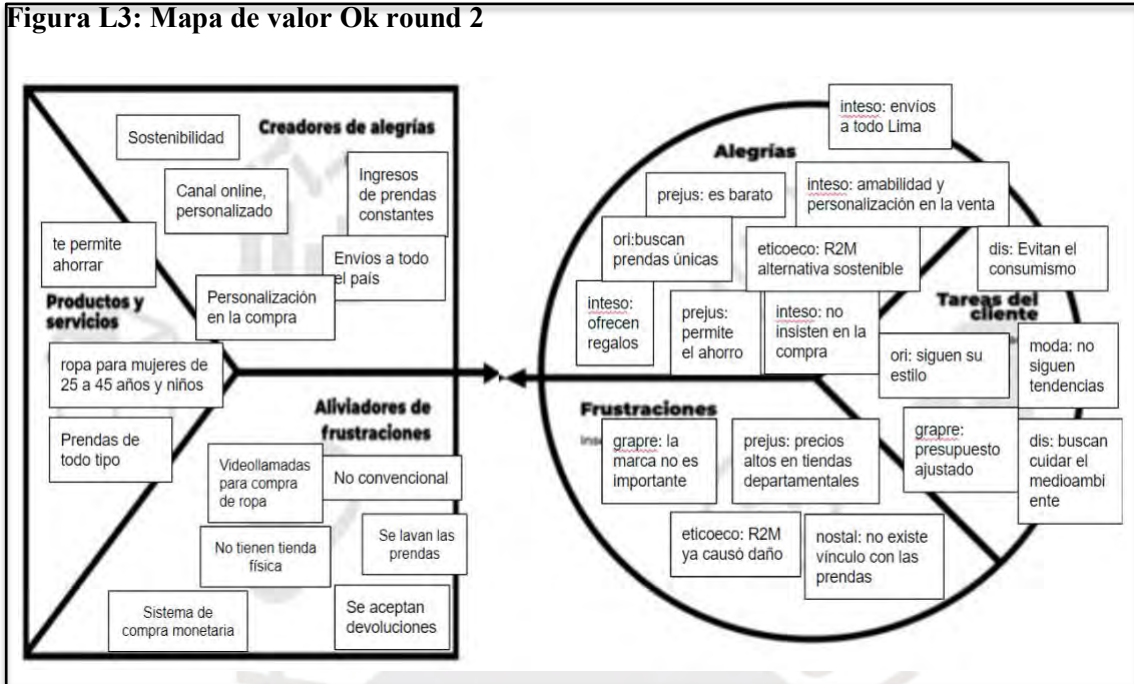 Figura L3: Mapa de valor Ok round 2
Creadores de alegrías
Sostenibilidad
Canal online,
personalizado
Ingresos
de prendas
constantes
te permite
ahorrar
Envíos a todo
el país
Personalización
en la compra
Productos y
servicios
ropa para mujeres de
25 a 45 años y niños
Prendas de
todo tipo
Aliviadores de
frustraciones
Videollamadas
para compra
de ropa
No convencional
No tienen tienda
física
Se lavan las
prendas
Sistema de
compra monetaria
Se aceptan
devoluciones
inteso: envíos
a todo Lima
Alegrías
prejus: es barato
inteso: amabilidad y
personalización en la venta
ori:buscan
prendas únicas
eticoeco: R2M
alternativa sostenible
dis: Evitan el
consumismo
inteso:
ofrecen
regalos
prejus:
permite
el ahorro
inteso: no
insisten en la
compra
Tareas del
cliente
ori: siguen su
estilo
moda: no
siguen
tendencias
Frustraciones
grapre: la
marca no es
importante
prejus: precios
altos en tiendas
departamentales
grapre:
presupuesto
ajustado
dis: buscan
cuidar el
medioambi
ente
eticoeco: R2M
ya causó daño
nostal: no existe
vínculo con las
prendas